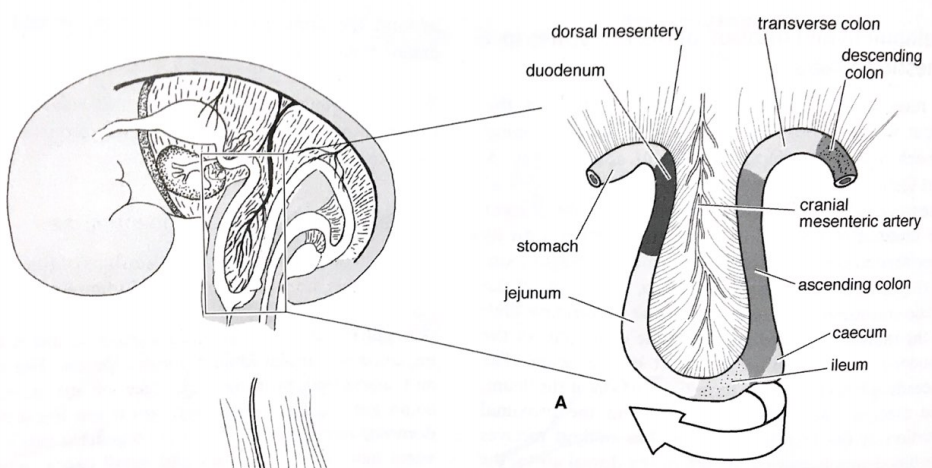 dorsal mesentery
transverse colon
duodenum
descending
colon
cranial
mesenteric artery
stomach
jejunum
ascending colon
caecum
ileum
A